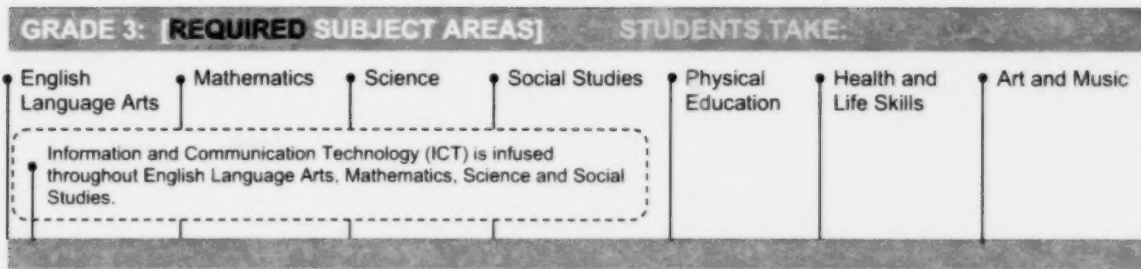 GRADE 3: [REQUIRED SUBJECT AREAS] STUDENTS TAKE:
English
Language Arts
Mathematics
Science
Social Studies
Physical
Education
Health and
Life Skills
Art and Music
Information and Communication Technology (ICT) is infused
throughout English Language Arts, Mathematics, Science and Social
Studies.